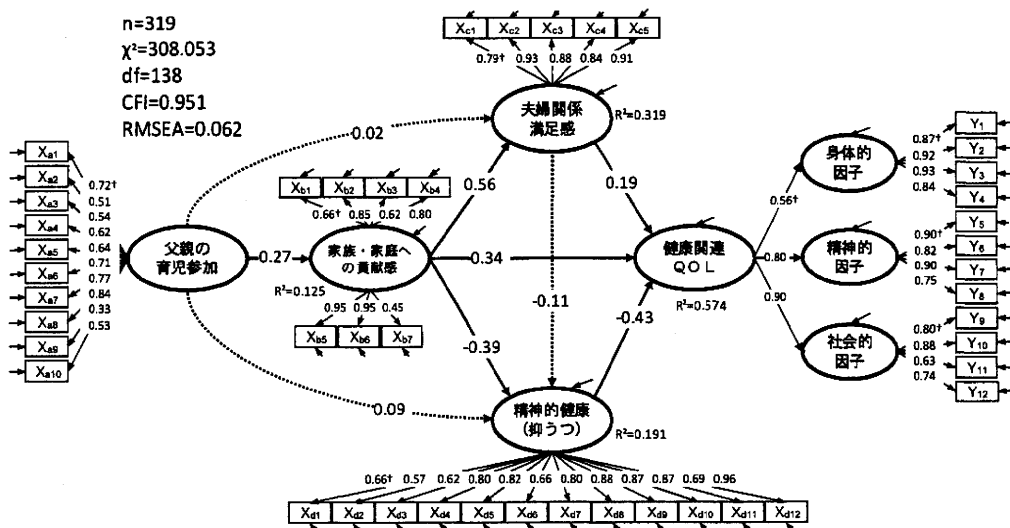 n=319
χ²=308.053
df=138
CFI=0.951
RMSEA=0.062
Xc1 Xc2 Xc3 Xc4 Xc5
0.79† 0.93 0.88 0.84 0.91
夫婦関係
満足感
R²=0.319
0.02
Xa1
Xa2
Xa3
Xa4
Xa5
Xa6
Xa7
Xa8
Xa9
Xa10
0.72†
0.51
0.54
0.62
0.64
0.71
0.77
0.84
0.33
0.53
父親の
育児参加
0.27
Xb1 Xb2 Xb3 Xb4
0.66† 0.85 0.62 0.80
家族・家庭へ
の貢献感
R²=0.125
0.95 0.95 0.45
Xb5 Xb6 Xb7
0.56
0.19
0.34
-0.11
-0.39
-0.43
0.09
健康関連
QOL
R²=0.574
0.56†
0.80
0.90
身体的
因子
精神的
因子
社会的
因子
0.87†
0.92
0.93
0.84
0.90†
0.82
0.90
0.75
0.80†
0.88
0.63
0.74
Y1
Y2
Y3
Y4
Y5
Y6
Y7
Y8
Y9
Y10
Y11
Y12
精神的健康
(抑うつ)
R²=0.191
0.66† 0.57 0.62 0.80 0.82 0.66 0.80 0.88 0.87 0.87 0.69 0.96
Xd1 Xd2 Xd3 Xd4 Xd5 Xd6 Xd7 Xd8 Xd9 Xd10 Xd11 Xd12